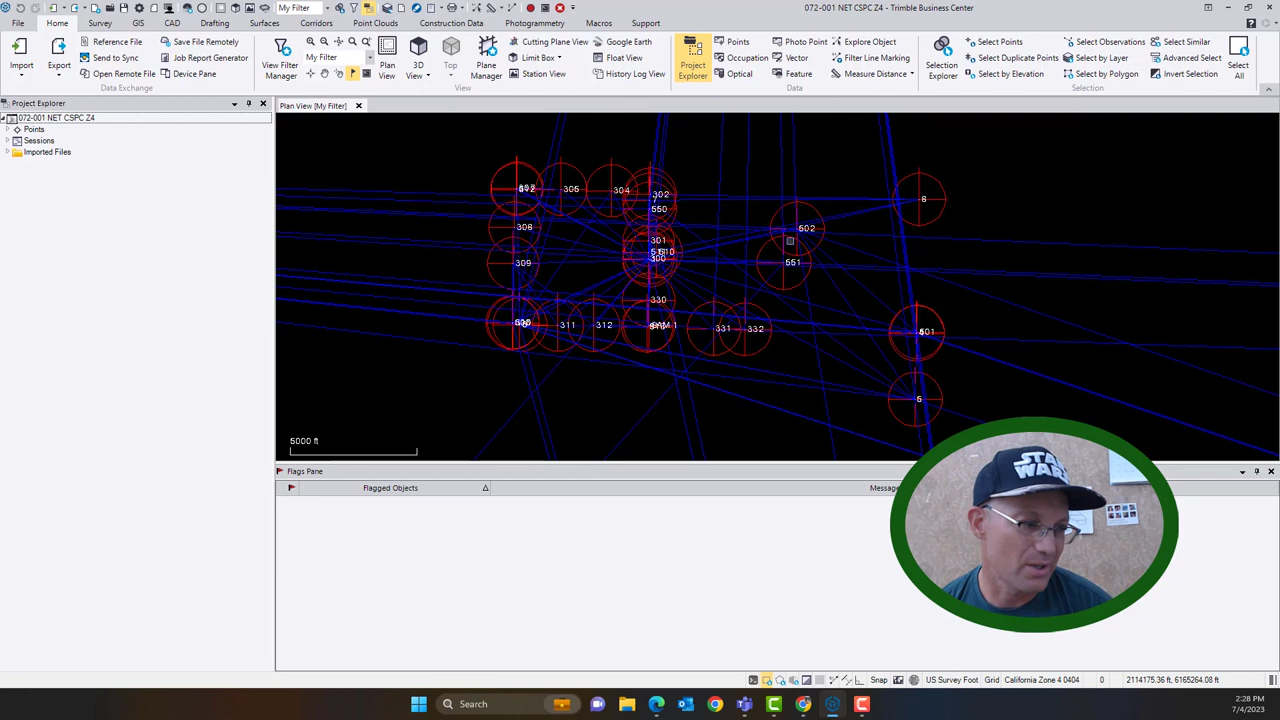 My Filter
072-001 NET CSPC Z4 - Trimble Business Center
File
Home
Survey
GIS
CAD
Drafting
Surfaces
Corridors
Point Clouds
Construction Data
Photogrammetry
Macros
Support
Import
Export
Reference File
Send to Sync
Open Remote Files
Save File Remotely
Job Report Generator
Device Pane
Data Exchange
View Filter
Manager
My Filter
Plan
View
3D
View
Top
Plane
Manager
Cutting Plane View
Limit Box
Station View
Google Earth
Float View
History Log View
View
Project
Explorer
Points
Occupation
Optical
Photo Point
Vector
Feature
Explore Object
Filter Line Marking
Measure Distance
Data
Selection
Explorer
Select Points
Select Duplicate Points
Select by Elevation
Select Observations
Select by Layer
Select by Polygon
Select Similar
Advanced Select
Invert Selection
Select
All
Selection
Project Explorer
072-001 NET CSPC Z4
Points
Sessions
Imported Files
Plan View [My Filter]
305
304
302
7
550
8
308
502
301
309
300
551
330
311
312
331
332
5
5000 ft
Flags Pane
Flagged Objects
Messag
STAR
WARS
Snap
US Survey Foot
Grid
California Zone 4 0404
0
2114175.36 ft, 6165264.08 ft
Search
2:28 PM
7/4/2023